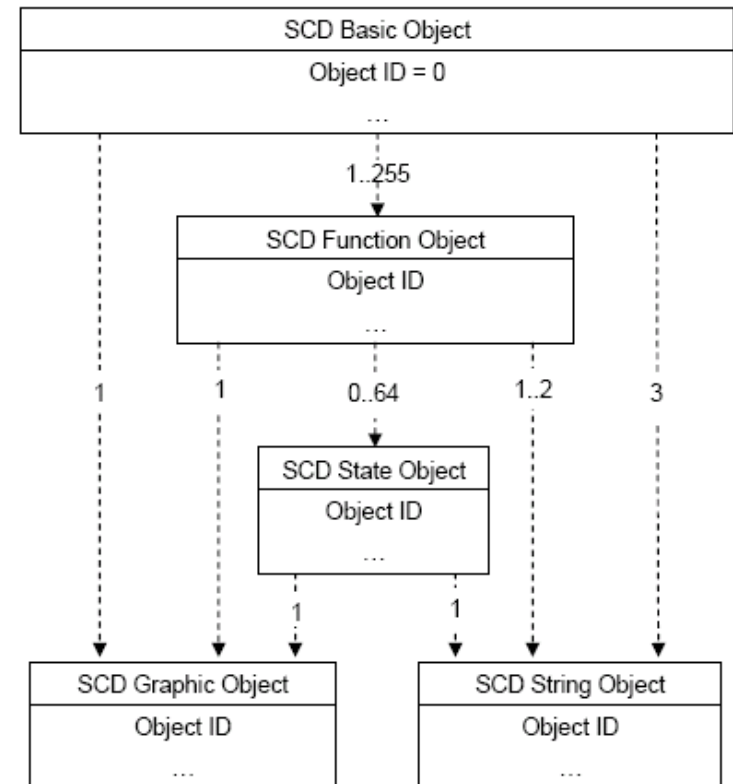 SCD Basic Object
Object ID = 0
...
1..255
SCD Function Object
Object ID
...
1
1
0..64
1..2
3
SCD State Object
Object ID
...
1
1
SCD Graphic Object
Object ID
...
SCD String Object
Object ID
...